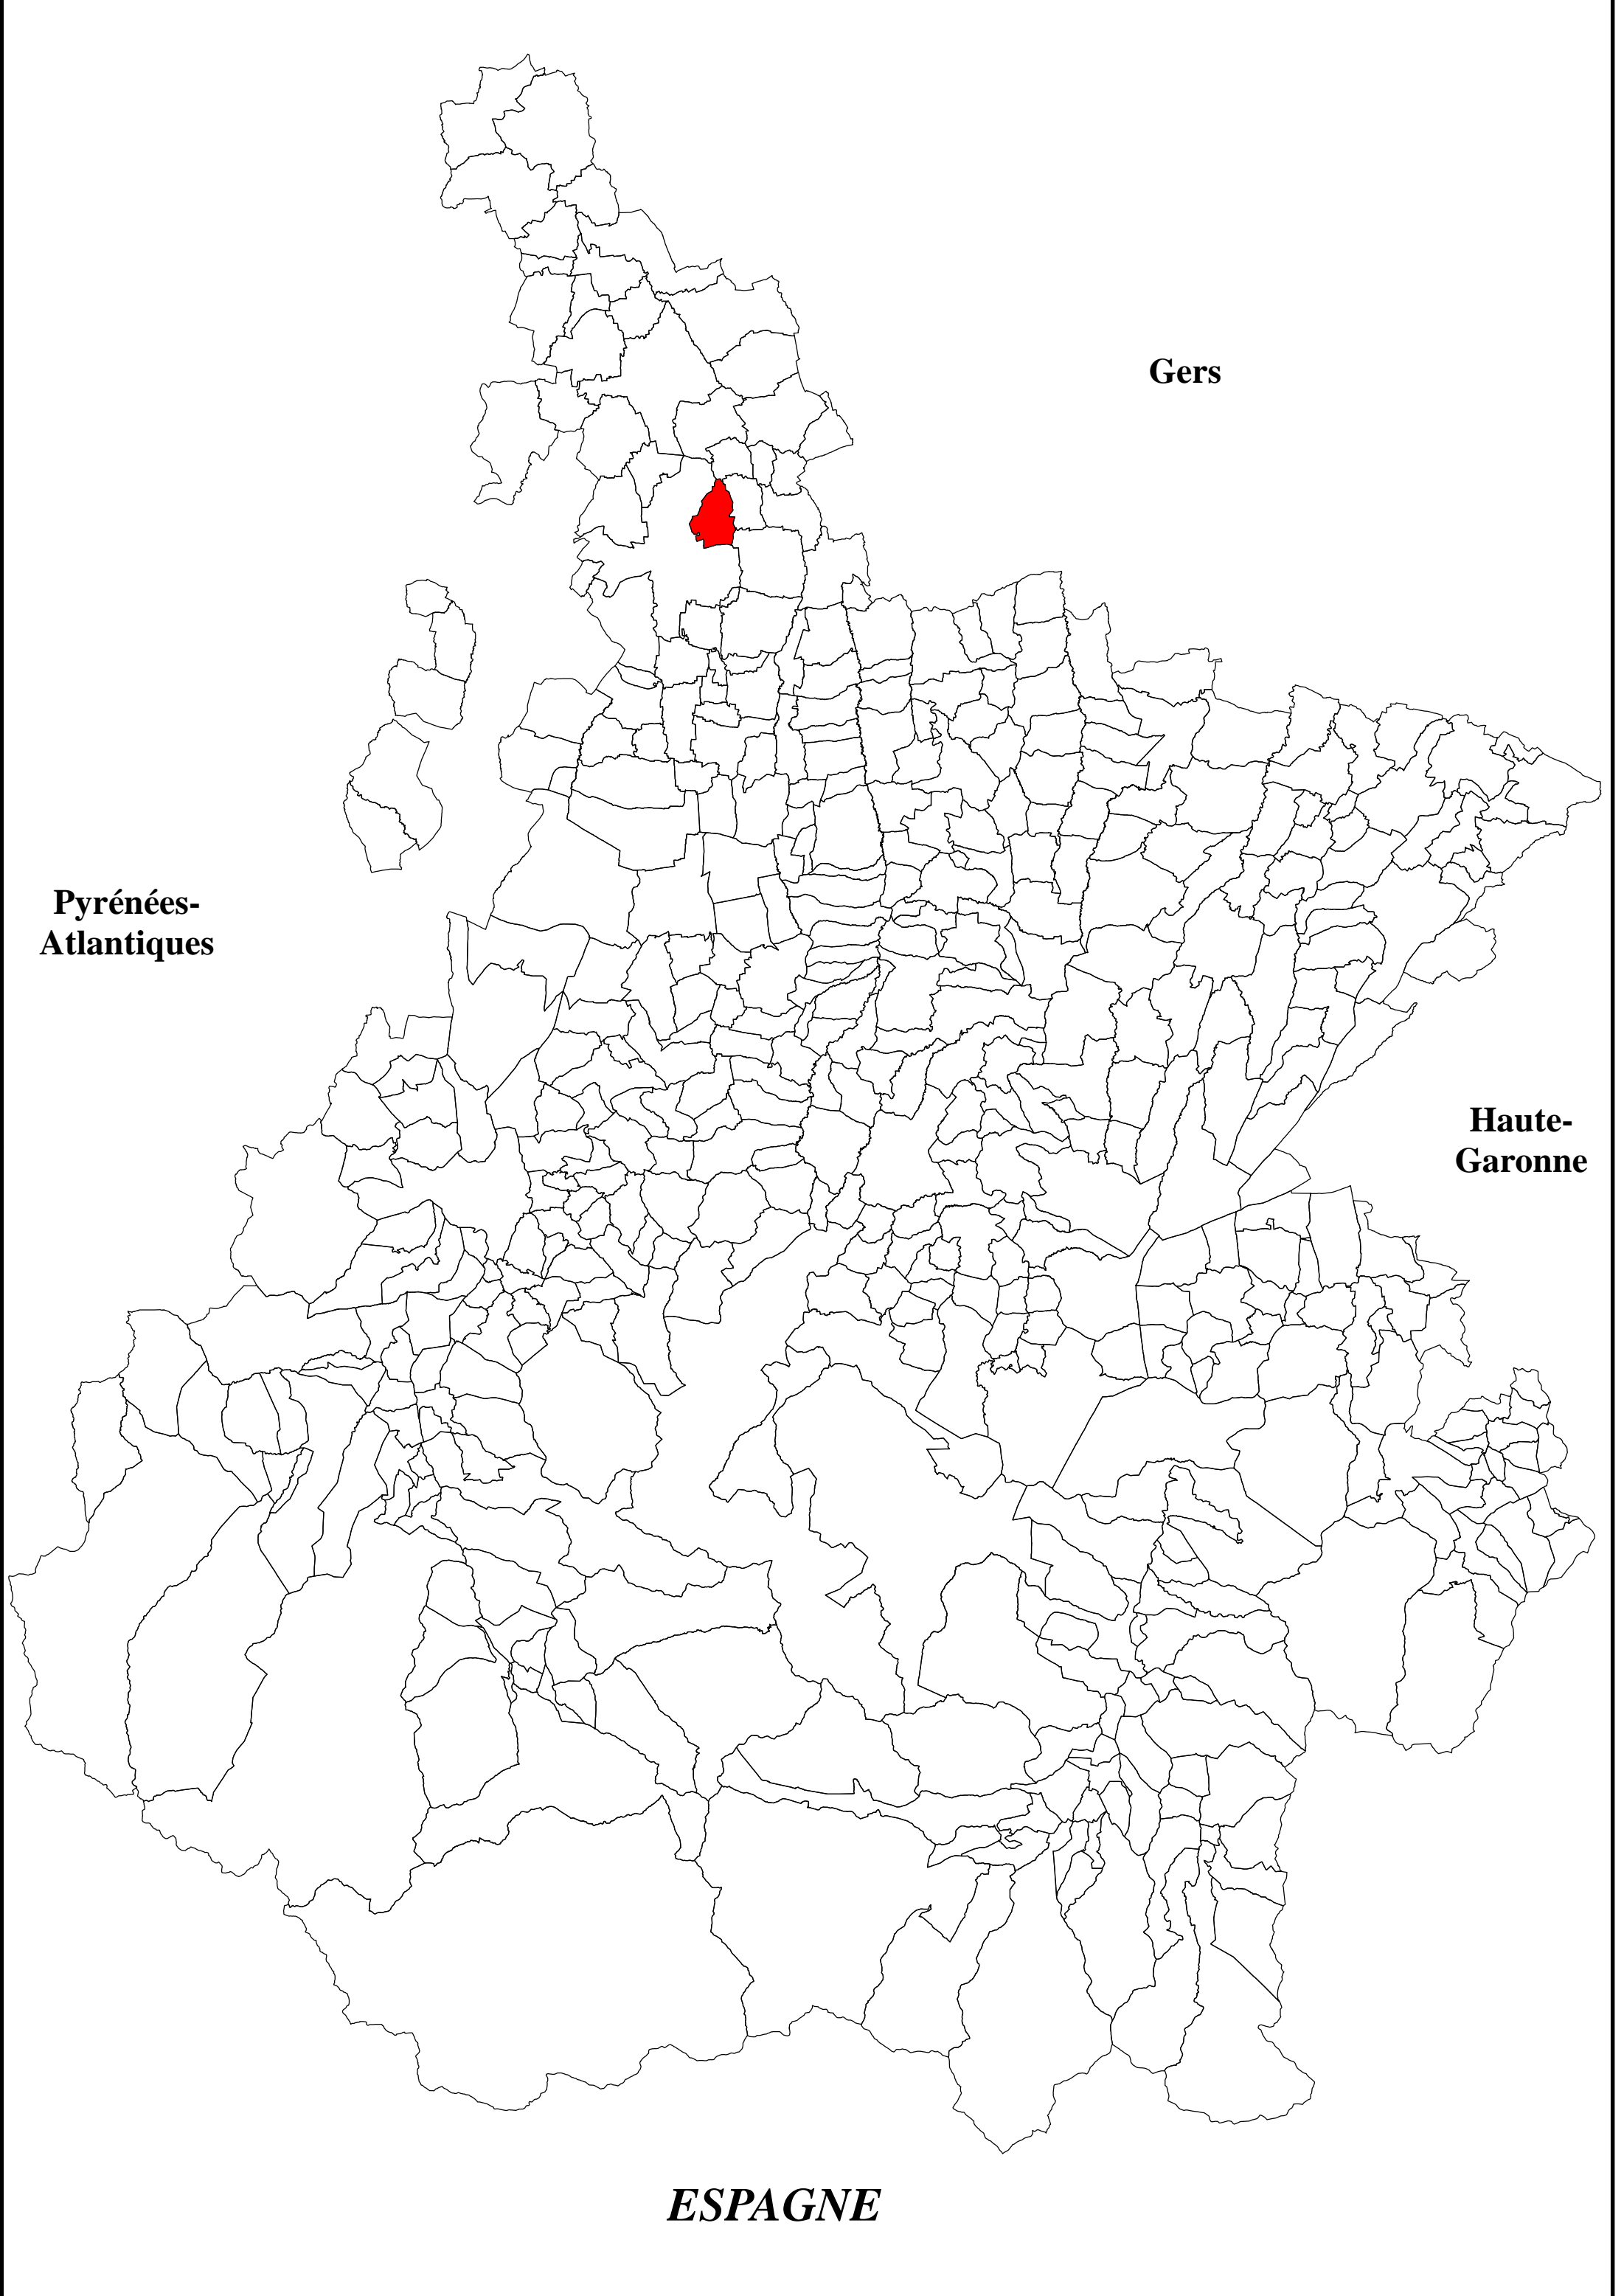 Gers
Pyrénées-
Atlantiques
Haute-
Garonne
ESPAGNE